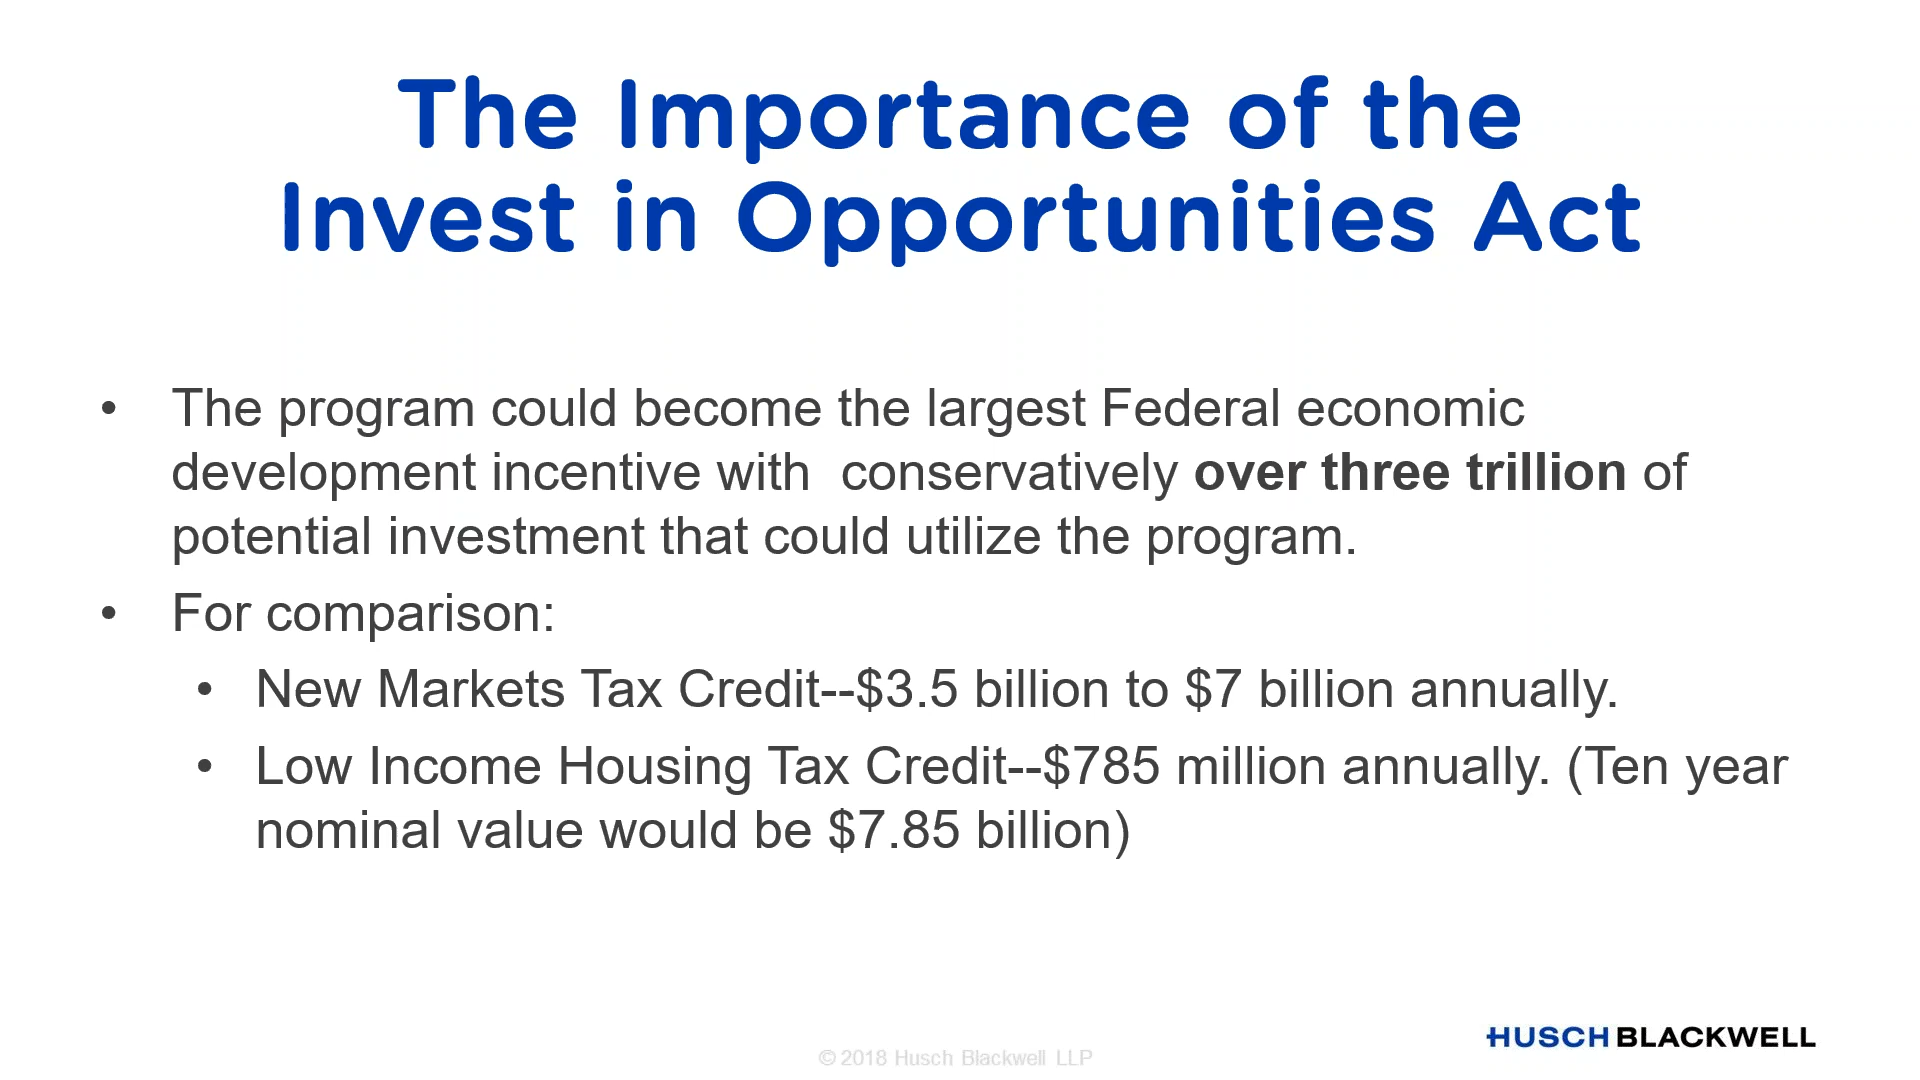 The Importance of the
Invest in Opportunities Act
• The program could become the largest Federal economic
development incentive with  conservatively over three trillion of
potential investment that could utilize the program.
• For comparison:
• New Markets Tax Credit--$3.5 billion to $7 billion annually.
• Low Income Housing Tax Credit--$785 million annually. (Ten year
nominal value would be $7.85 billion)
HUSCH BLACKWELL
© 2018 Husch Blackwell LLP